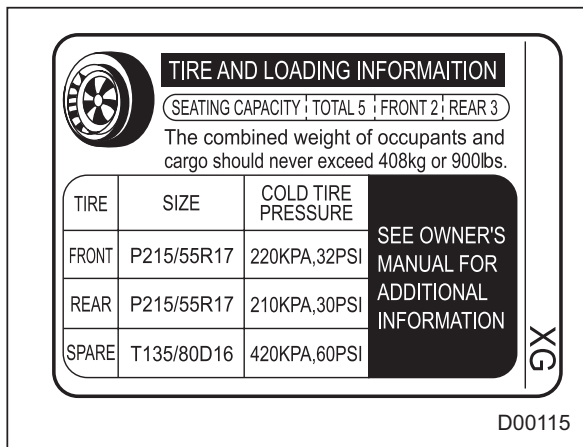 TIRE AND LOADING INFORMAITION
SEATING CAPACITY TOTAL 5 FRONT 2 REAR 3
The combined weight of occupants and
cargo should never exceed 408kg or 900lbs.
TIRE SIZE COLD TIRE PRESSURE
FRONT P215/55R17 220KPA,32PSI
REAR P215/55R17 210KPA,30PSI
SPARE T135/80D16 420KPA,60PSI
SEE OWNER'S
MANUAL FOR
ADDITIONAL
INFORMATION
XG
D00115